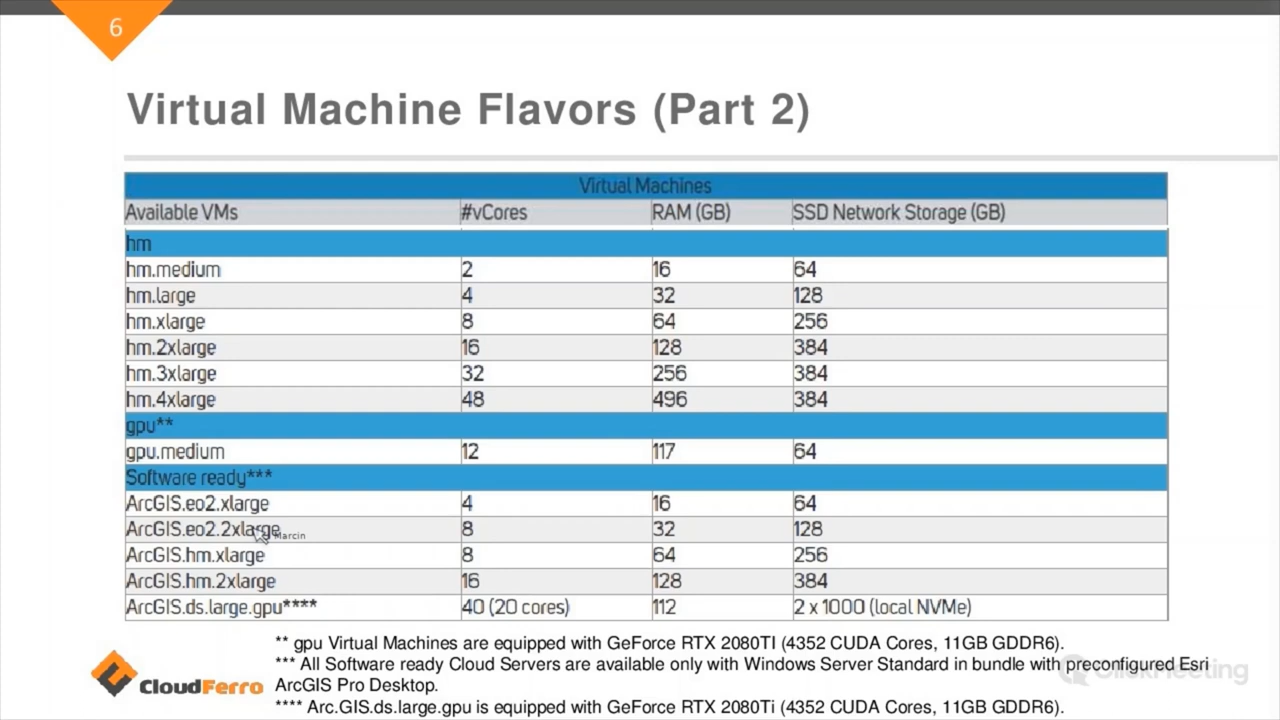 6
Virtual Machine Flavors (Part 2)
Virtual Machines
Available VMs #vCores RAM (GB) SSD Network Storage (GB)
hm
hm.medium 2 16 64
hm.large 4 32 128
hm.xlarge 8 64 256
hm.2xlarge 16 128 384
hm.3xlarge 32 256 384
hm.4xlarge 48 496 384
gpu**
gpu.medium 12 117 64
Software ready***
ArcGIS.eo2.xlarge 4 16 64
ArcGIS.eo2.2xlarge 8 32 128
Marcin
ArcGIS.hm.xlarge 8 64 256
ArcGIS.hm.2xlarge 16 128 384
ArcGIS.ds.large.gpu**** 40 (20 cores) 112 2 x 1000 (local NVMe)
** gpu Virtual Machines are equipped with GeForce RTX 2080TI (4352 CUDA Cores, 11GB GDDR6).
*** All Software ready Cloud Servers are available only with Windows Server Standard in bundle with preconfigured Esri
ArcGIS Pro Desktop.
**** Arc.GIS.ds.large.gpu is equipped with GeForce RTX 2080Ti (4352 CUDA Cores, 11GB GDDR6).
CloudFerro
ClickMeeting